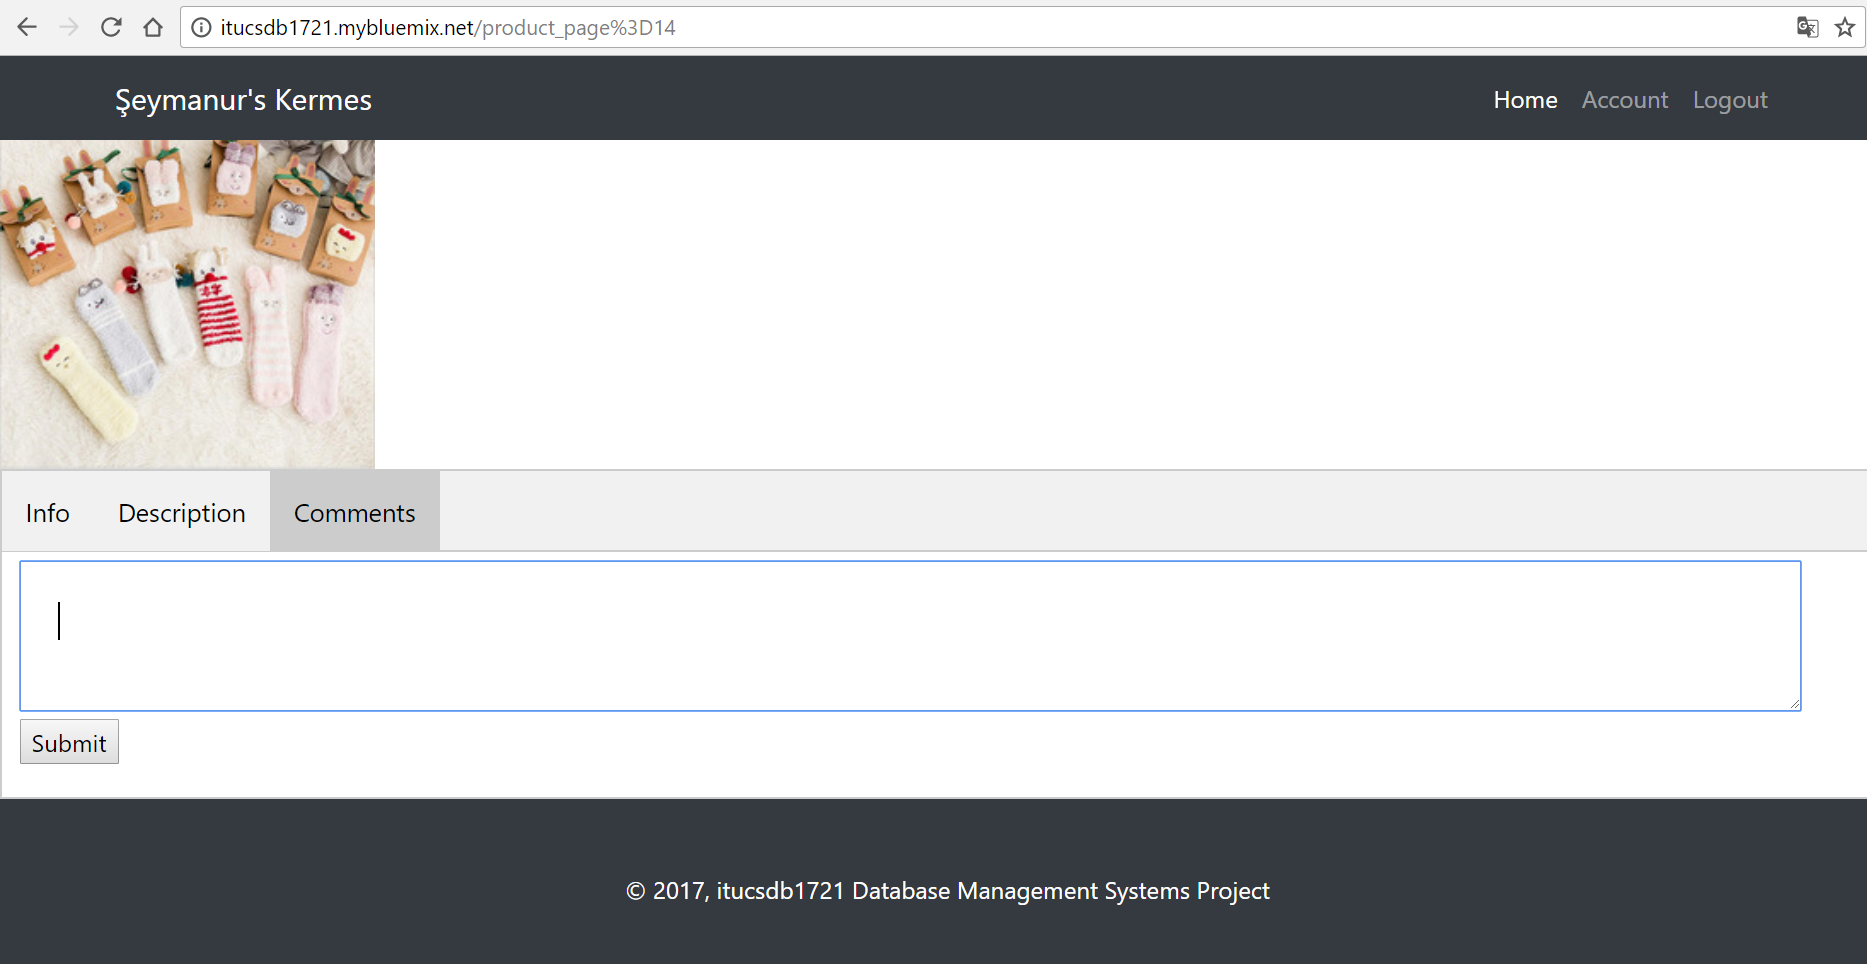 itucsdb1721.mybluemix.net/product_page%3D14
Şeymanur's Kermes
Home Account Logout
Info Description Comments
Submit
© 2017, itucsdb1721 Database Management Systems Project